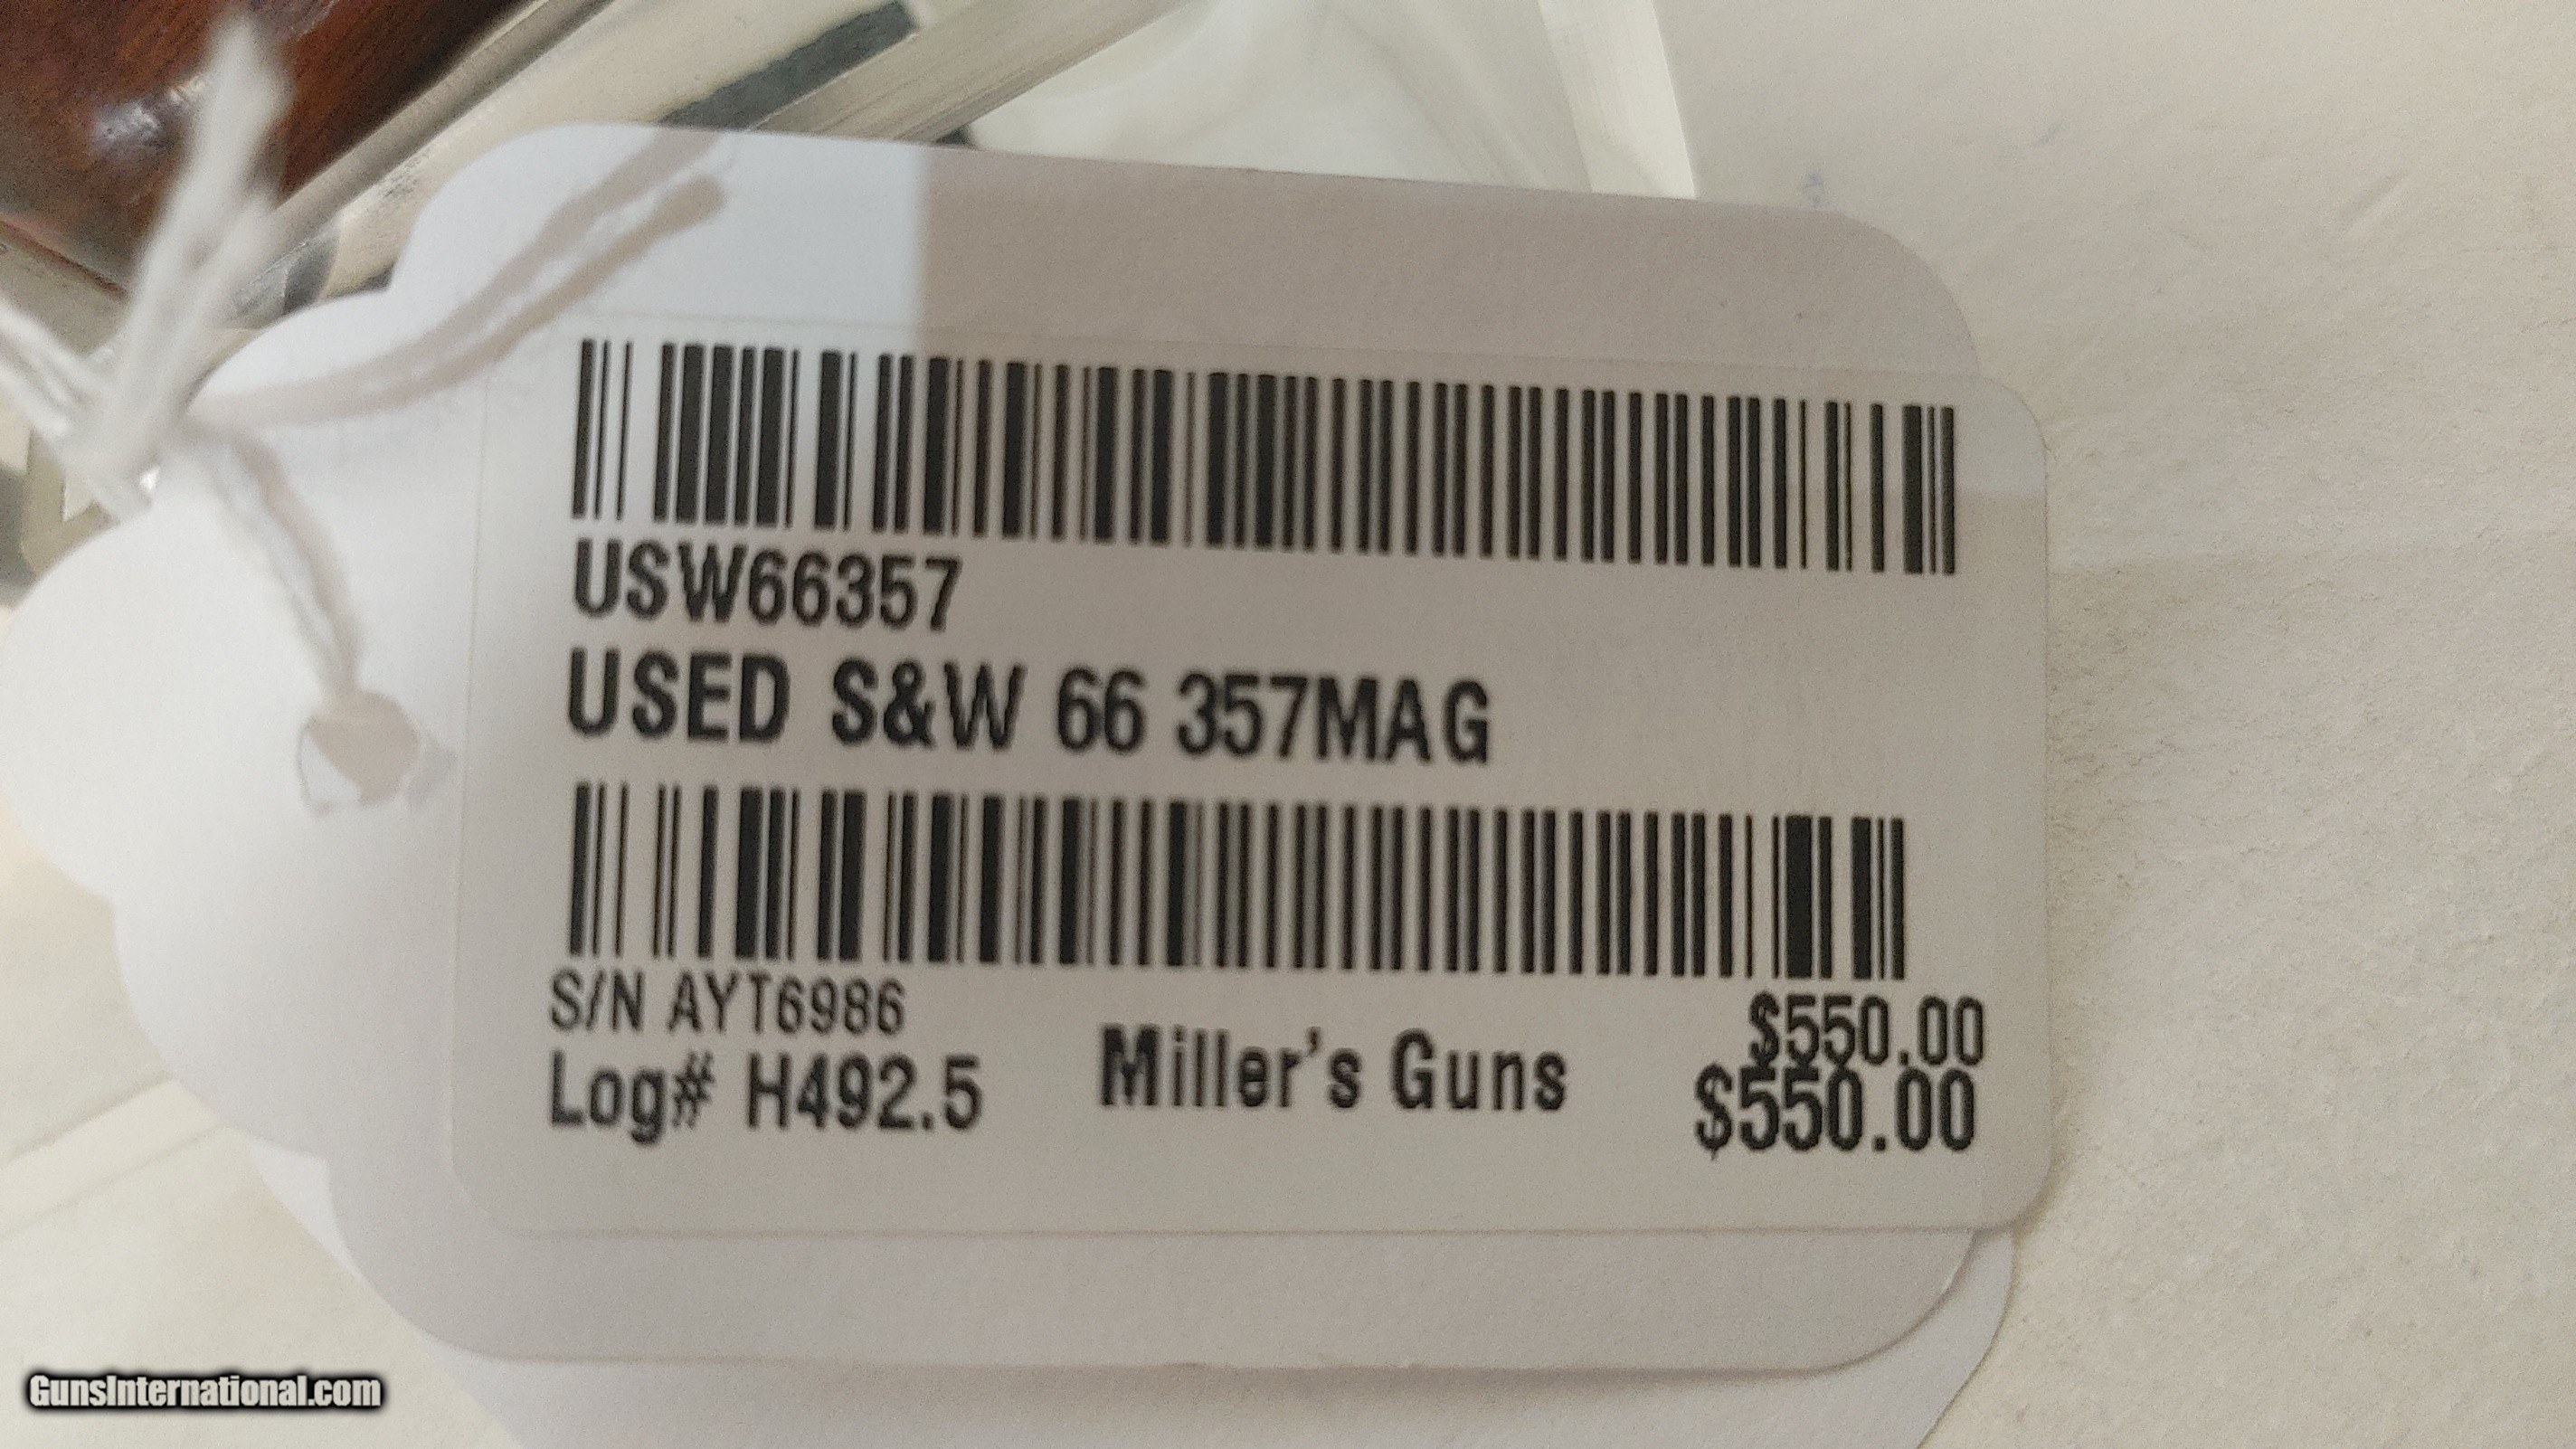 USW66357
USED S&W 66 357MAG
S/N AYT6986
$550.00
Log# H492.5
Miller's Guns
$550.00
GunsInternational.com